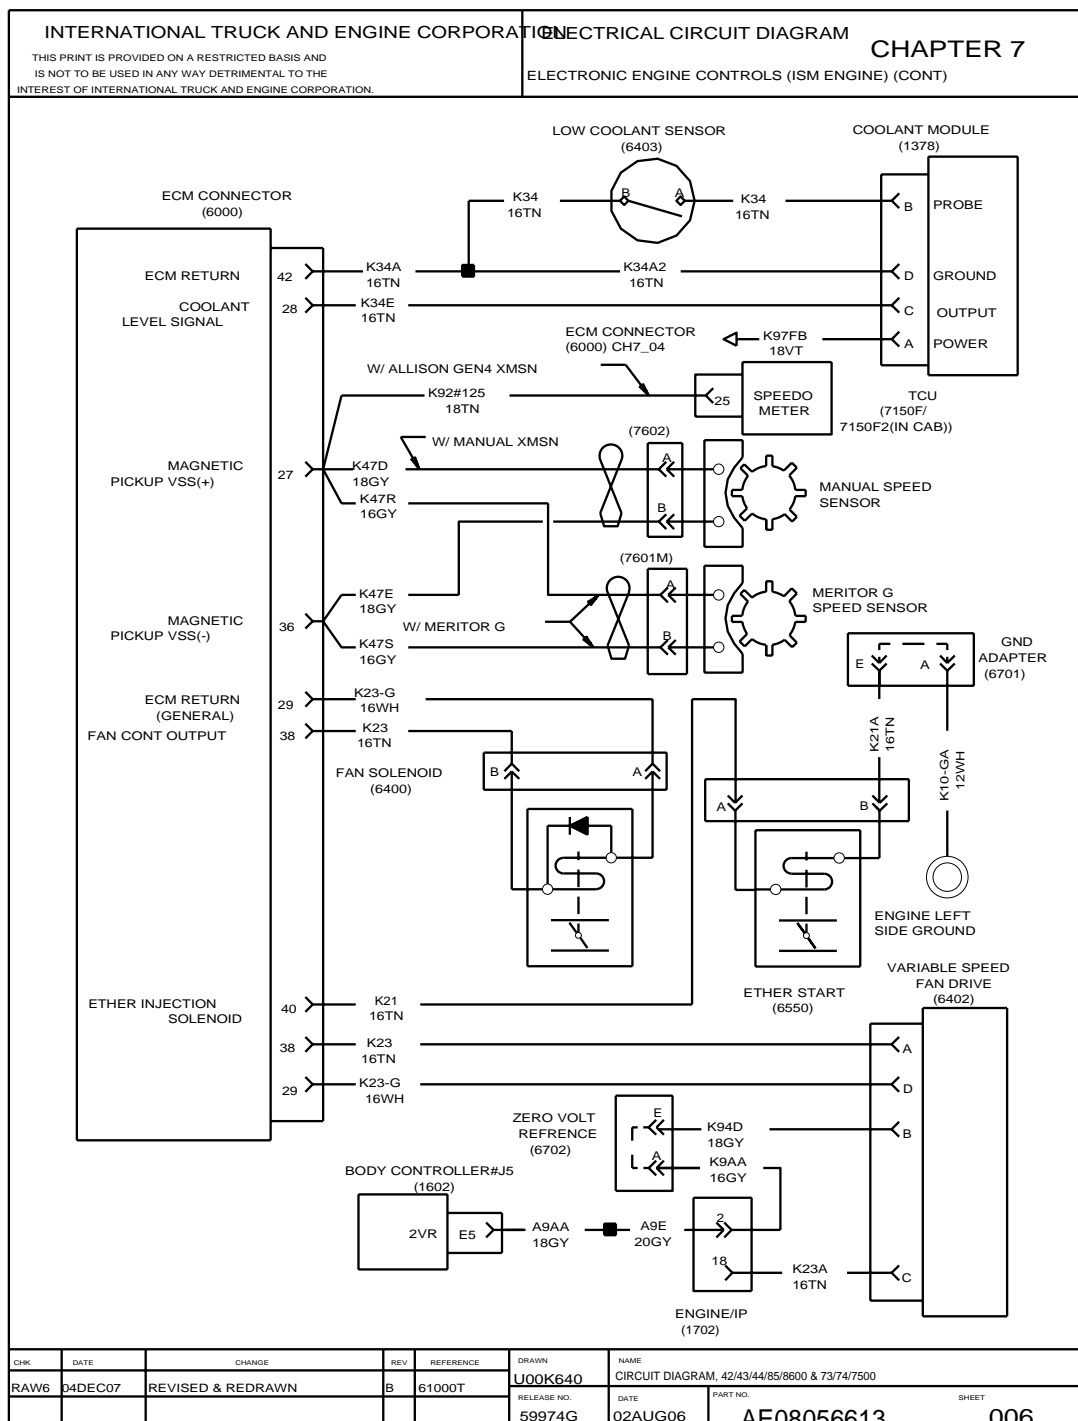 INTERNATIONAL TRUCK AND ENGINE CORPORATION
THIS PRINT IS PROVIDED ON A RESTRICTED BASIS AND
IS NOT TO BE USED IN ANY WAY DETRIMENTAL TO THE
INTEREST OF INTERNATIONAL TRUCK AND ENGINE CORPORATION.
ELECTRICAL CIRCUIT DIAGRAM
CHAPTER 7
ELECTRONIC ENGINE CONTROLS (ISM ENGINE) (CONT)
LOW COOLANT SENSOR
(6403)
COOLANT MODULE
(1378)
ECM CONNECTOR
(6000)
B
A
K34
16TN
K34
16TN
B
PROBE
ECM RETURN
42
K34A
16TN
K34A2
16TN
D
GROUND
COOLANT
LEVEL SIGNAL
28
K34E
16TN
C
OUTPUT
ECM CONNECTOR
(6000) CH7_04
K97FB
18VT
A
POWER
W/ ALLISON GEN4 XMSN
K92#125
18TN
25
SPEEDO
METER
TCU
(7150F/
7150F2(IN CAB))
W/ MANUAL XMSN
(7602)
MAGNETIC
PICKUP VSS(+)
27
K47D
18GY
K47R
16GY
A
B
MANUAL SPEED
SENSOR
(7601M)
MAGNETIC
PICKUP VSS(-)
36
K47E
18GY
W/ MERITOR G
K47S
16GY
A
B
MERITOR G
SPEED SENSOR
GND
ADAPTER
(6701)
E
A
ECM RETURN
(GENERAL)
29
K23-G
16WH
FAN CONT OUTPUT
38
K23
16TN
K21A
16TN
K10-GA
12WH
FAN SOLENOID
(6400)
B
A
A
B
ENGINE LEFT
SIDE GROUND
ETHER START
(6550)
VARIABLE SPEED
FAN DRIVE
(6402)
ETHER INJECTION
SOLENOID
40
K21
16TN
38
K23
16TN
A
29
K23-G
16WH
D
ZERO VOLT
REFRENCE
(6702)
E
K94D
18GY
B
A
K9AA
16GY
BODY CONTROLLER#J5
(1602)
2VR
E5
A9AA
18GY
A9E
20GY
2
18
K23A
16TN
C
ENGINE/IP
(1702)
CHK
DATE
CHANGE
REV
REFERENCE
DRAWN
NAME
RAW6
04DEC07
REVISED & REDRAWN
B
61000T
U00K640
CIRCUIT DIAGRAM, 42/43/44/85/8600 & 73/74/7500
RELEASE NO.
DATE
PART NO.
SHEET
59974G
02AUG06
AE08056613
006